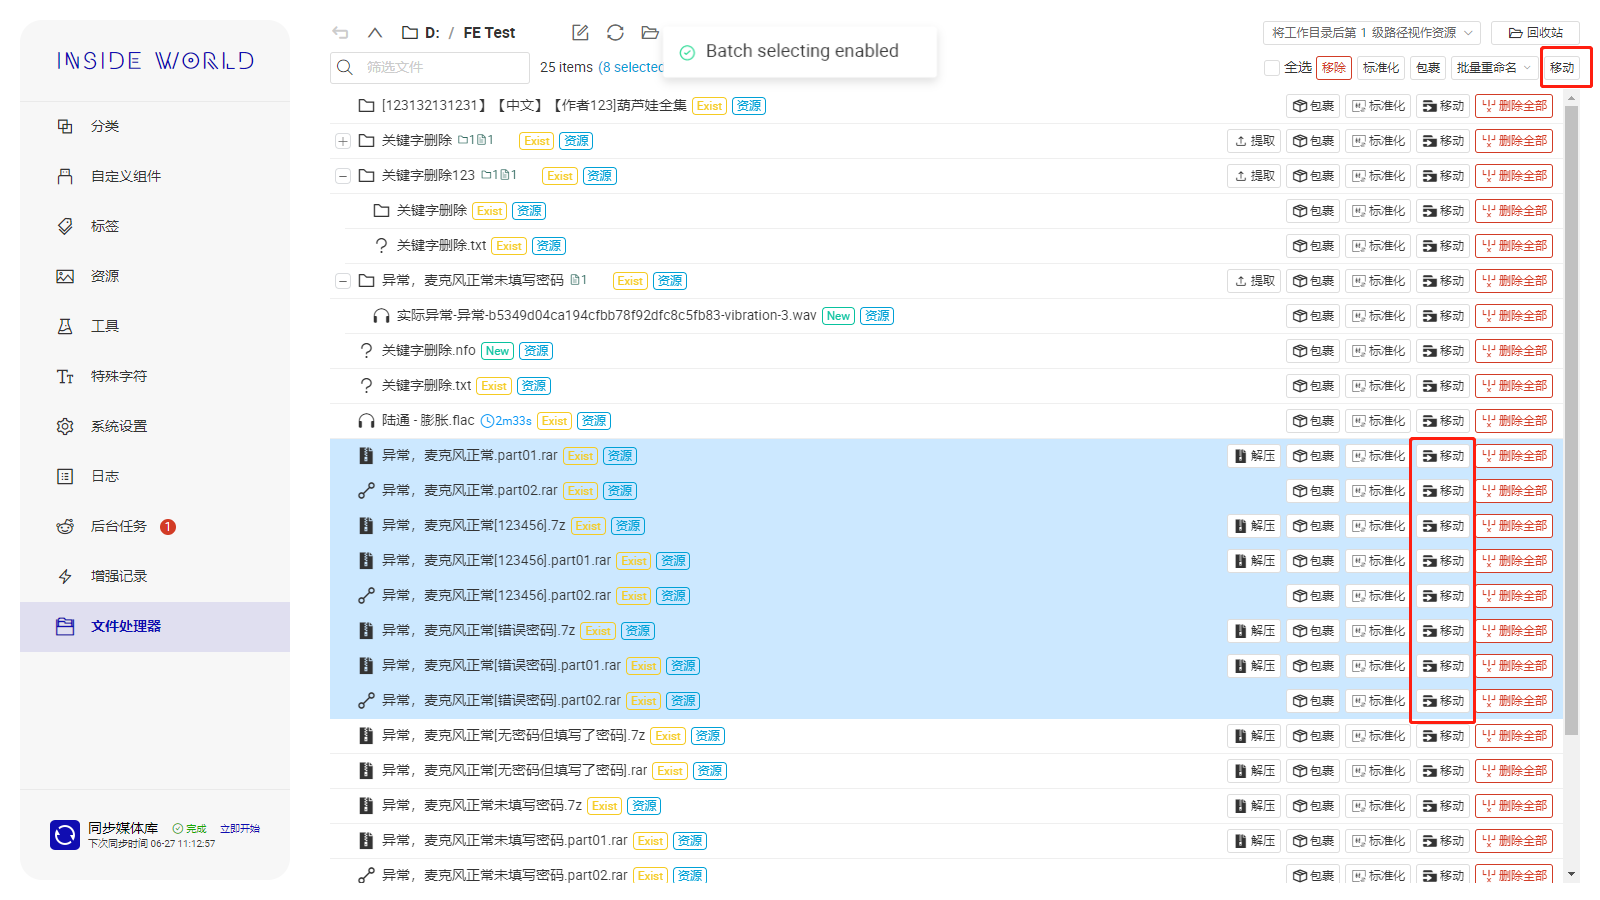 INSIDE WORLD
分类
自定义组件
标签
资源
工具
特殊字符
系统设置
日志
后台任务 1
增强记录
文件处理器
同步媒体库 完成 立即开始
下次同步时间 06-27 11:12:57
D: / FE Test
Batch selecting enabled
将工作目录后第 1 级路径视作资源 回收站
筛选文件 25 items (8 selected
全选 移除 标准化 包裹 批量重命名 移动
[123132131231】【中文】【作者123]葫芦娃全集 Exist 资源 包裹 标准化 移动 删除全部
关键字删除 1 1 Exist 资源 提取 包裹 标准化 移动 删除全部
关键字删除123 1 1 Exist 资源 提取 包裹 标准化 移动 删除全部
关键字删除 Exist 资源 包裹 标准化 移动 删除全部
关键字删除.txt Exist 资源 包裹 标准化 移动 删除全部
异常，麦克风正常未填写密码 1 Exist 资源 提取 包裹 标准化 移动 删除全部
实际异常-异常-b5349d04ca194cfbb78f92dfc8c5fb83-vibration-3.wav New 资源 包裹 标准化 移动 删除全部
关键字删除.nfo New 资源 包裹 标准化 移动 删除全部
关键字删除.txt Exist 资源 包裹 标准化 移动 删除全部
陆通 - 膨胀.flac 2m33s Exist 资源 包裹 标准化 移动 删除全部
异常，麦克风正常.part01.rar Exist 资源 解压 包裹 标准化 移动 删除全部
异常，麦克风正常.part02.rar Exist 资源 包裹 标准化 移动 删除全部
异常，麦克风正常[123456].7z Exist 资源 解压 包裹 标准化 移动 删除全部
异常，麦克风正常[123456].part01.rar Exist 资源 解压 包裹 标准化 移动 删除全部
异常，麦克风正常[123456].part02.rar Exist 资源 包裹 标准化 移动 删除全部
异常，麦克风正常[错误密码].7z Exist 资源 解压 包裹 标准化 移动 删除全部
异常，麦克风正常[错误密码].part01.rar Exist 资源 解压 包裹 标准化 移动 删除全部
异常，麦克风正常[错误密码].part02.rar Exist 资源 包裹 标准化 移动 删除全部
异常，麦克风正常[无密码但填写了密码].7z Exist 资源 解压 包裹 标准化 移动 删除全部
异常，麦克风正常[无密码但填写了密码].rar Exist 资源 解压 包裹 标准化 移动 删除全部
异常，麦克风正常未填写密码.7z Exist 资源 解压 包裹 标准化 移动 删除全部
异常，麦克风正常未填写密码.part01.rar Exist 资源 解压 包裹 标准化 移动 删除全部
异常，麦克风正常未填写密码.part02.rar Exist 资源 包裹 标准化 移动 删除全部